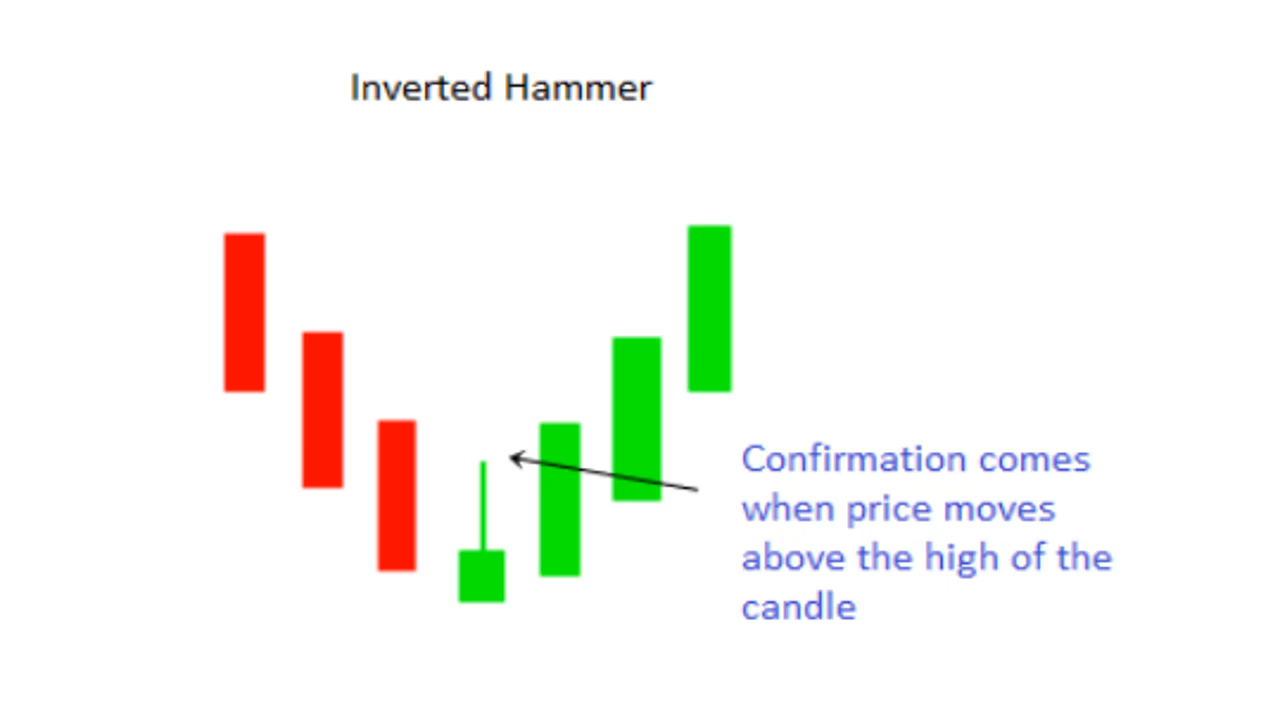 Inverted Hammer
Confirmation comes
when price moves
above the high of the
candle